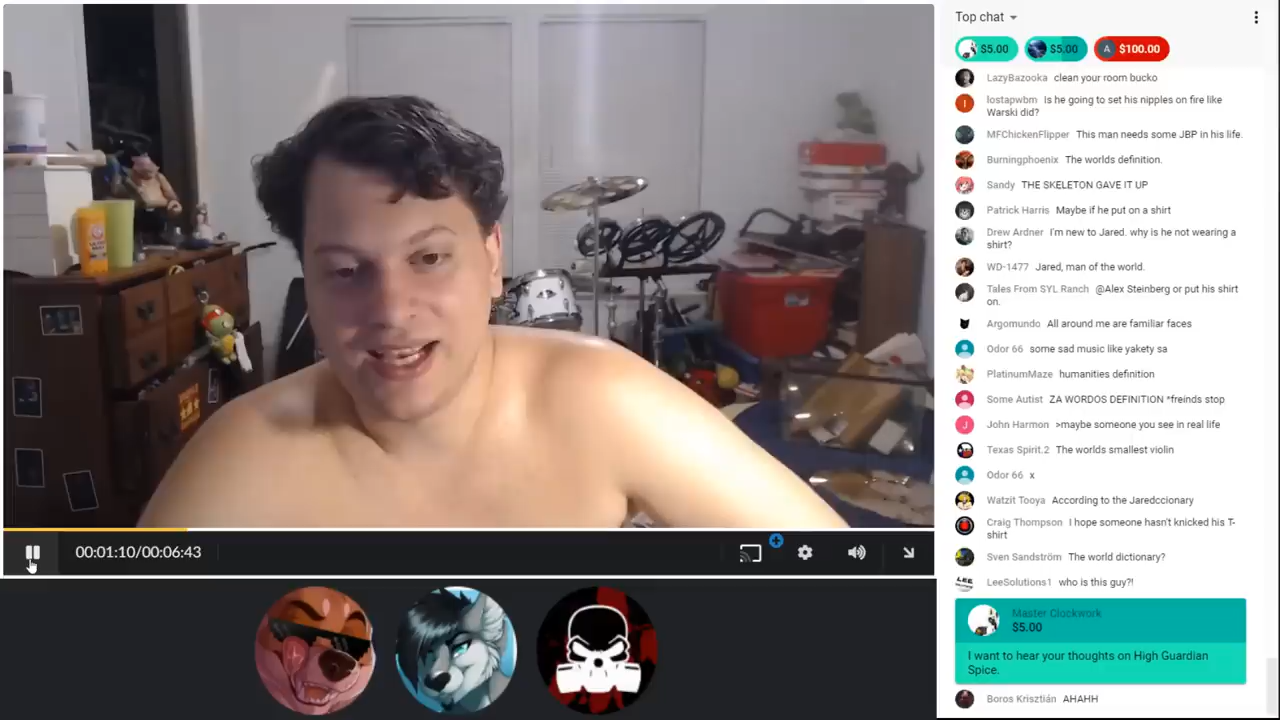 Top chat
$5.00 $5.00 A $100.00
LazyBazooka clean your room bucko
lostapwbm Is he going to set his nipples on fire like
Warski did?
MFChickenFlipper This man needs some JBP in his life.
Burningphoenix The worlds definition.
Sandy THE SKELETON GAVE IT UP
Patrick Harris Maybe if he put on a shirt
Drew Ardner I'm new to Jared. why is he not wearing a
shirt?
WD-1477 Jared, man of the world.
Tales From SYL Ranch @Alex Steinberg or put his shirt
on.
Argomundo All around me are familiar faces
Odor 66 some sad music like yakety sa
PlatinumMaze humanities definition
Some Autist ZA WORDOS DEFINITION *freinds stop
J John Harmon >maybe someone you see in real life
Texas Spirit.2 The worlds smallest violin
Odor 66 x
Watzit Tooya According to the Jaredccionary
Craig Thompson I hope someone hasn't knicked his T-
shirt
Sven Sandström The world dictionary?
LEE LeeSolutions1 who is this guy?!
Master Clockwork
$5.00
I want to hear your thoughts on High Guardian
Spice.
Boros Krisztián AHAHH
00:01:10/00:06:43